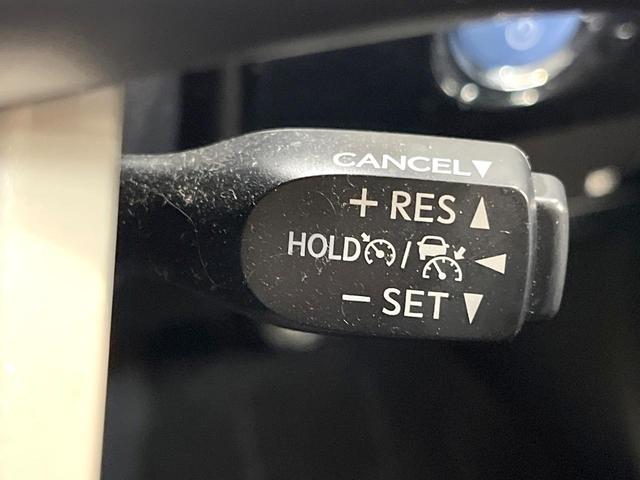 CANCEL▼
+ RES ▲
HOLD / ◀
− SET ▼